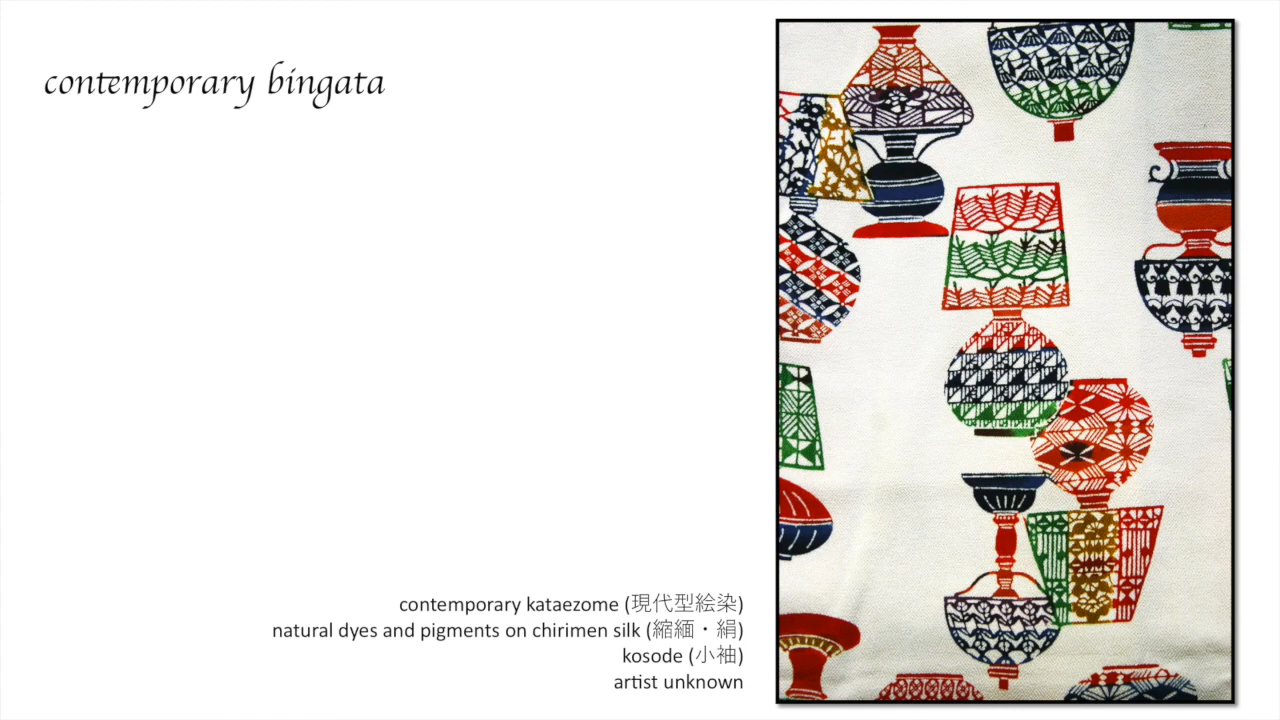 contemporary bingata
contemporary kataezome (現代型絵染)
natural dyes and pigments on chirimen silk (縮緬・絹)
kosode (小袖)
artist unknown